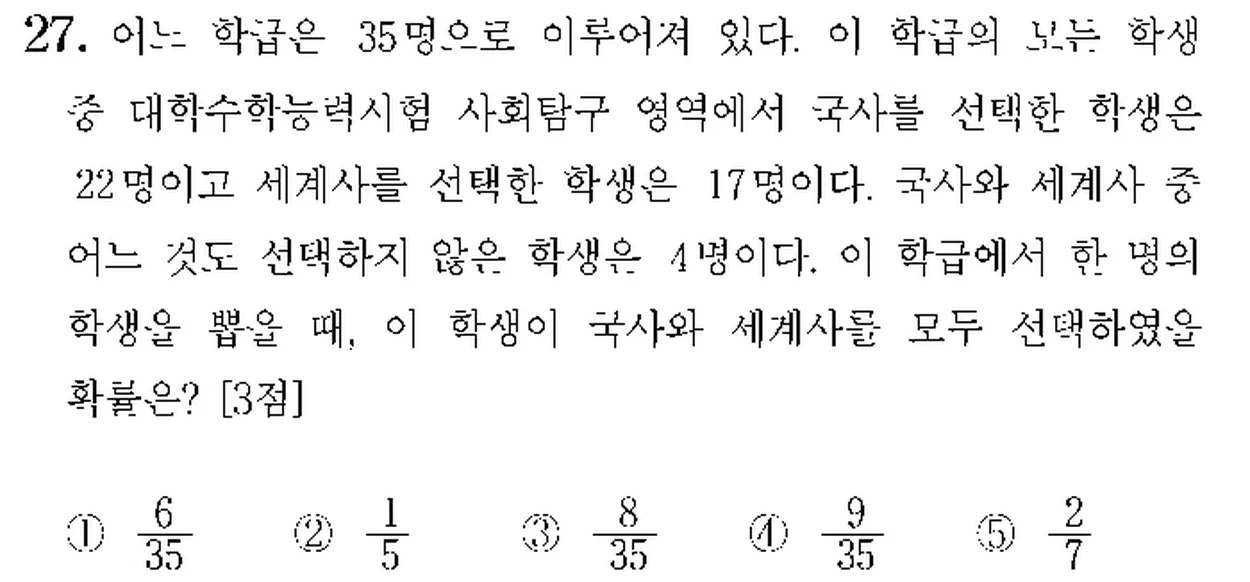 27. 어느 학급은 35명으로 이루어져 있다. 이 학급의 모든 학생
중 대학수학능력시험 사회탐구 영역에서 국사를 선택한 학생은
22명이고 세계사를 선택한 학생은 17명이다. 국사와 세계사 중
어느 것도 선택하지 않은 학생은 4명이다. 이 학급에서 한 명의
학생을 뽑을 때, 이 학생이 국사와 세계사를 모두 선택하였을
확률은? [3점]
① 6/35 ② 1/5 ③ 8/35 ④ 9/35 ⑤ 2/7